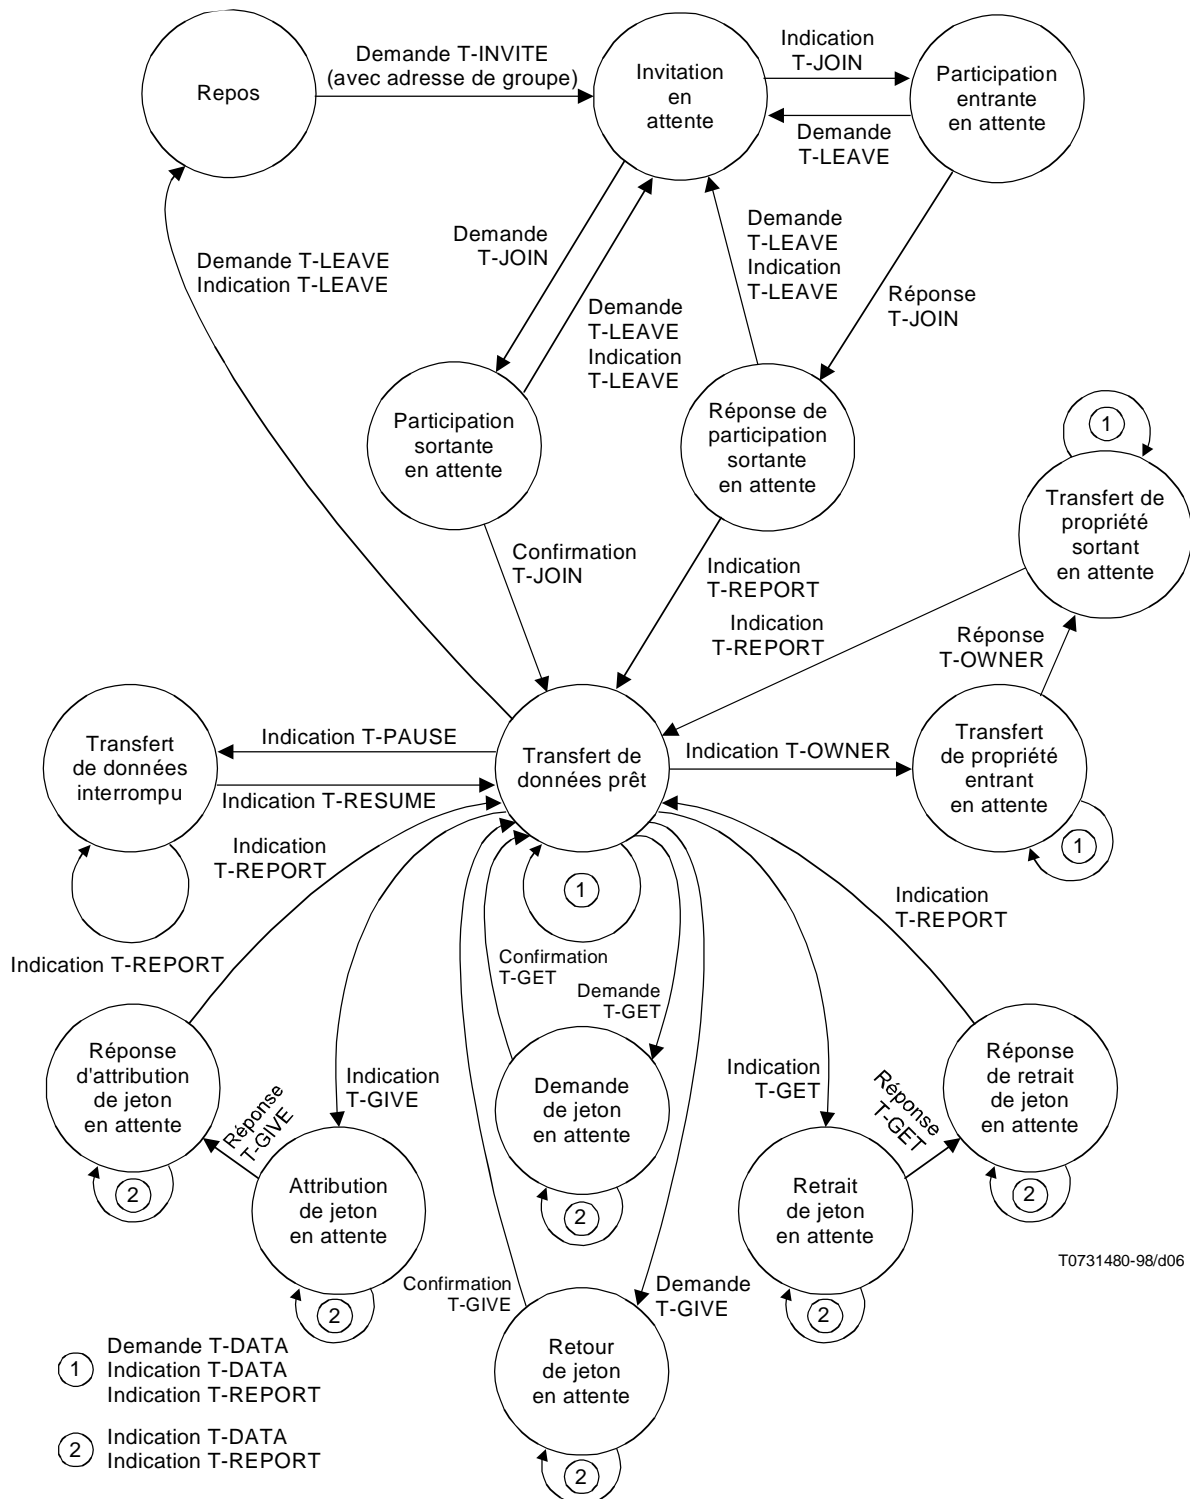 Repos
Demande T-INVITE
(avec adresse de groupe)
Invitation
en
attente
Indication
T-JOIN
Participation
entrante
en attente
Demande
T-LEAVE
Demande T-LEAVE
Indication T-LEAVE
Demande
T-JOIN
Demande
T-LEAVE
Indication
T-LEAVE
Demande
T-LEAVE
Indication
T-LEAVE
Réponse
T-JOIN
Participation
sortante
en attente
Réponse de
participation
sortante
en attente
1
Transfert de
propriété
sortant
en attente
Confirmation
T-JOIN
Indication
T-REPORT
Indication
T-REPORT
Réponse
T-OWNER
Transfert
de données
interrompu
Indication T-PAUSE
Indication T-RESUME
Transfert de
données prêt
Indication T-OWNER
Transfert
de propriété
entrant
en attente
1
Indication
T-REPORT
1
Indication T-REPORT
Indication
T-REPORT
Confirmation
T-GET
Demande
T-GET
Réponse
d'attribution
de jeton
en attente
2
Réponse
T-GIVE
Indication
T-GIVE
Attribution
de jeton
en attente
2
Demande
de jeton
en attente
2
Indication
T-GET
Réponse
T-GET
Retrait
de jeton
en attente
2
Réponse
de retrait
de jeton
en attente
2
Confirmation
T-GIVE
Demande
T-GIVE
Retour
de jeton
en attente
2
T0731480-98/d06
1
Demande T-DATA
Indication T-DATA
Indication T-REPORT
2
Indication T-DATA
Indication T-REPORT